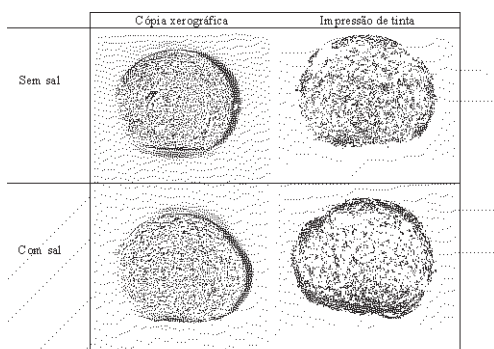 Cópia xerográfica
Impressão de tinta
Sem sal
Com sal